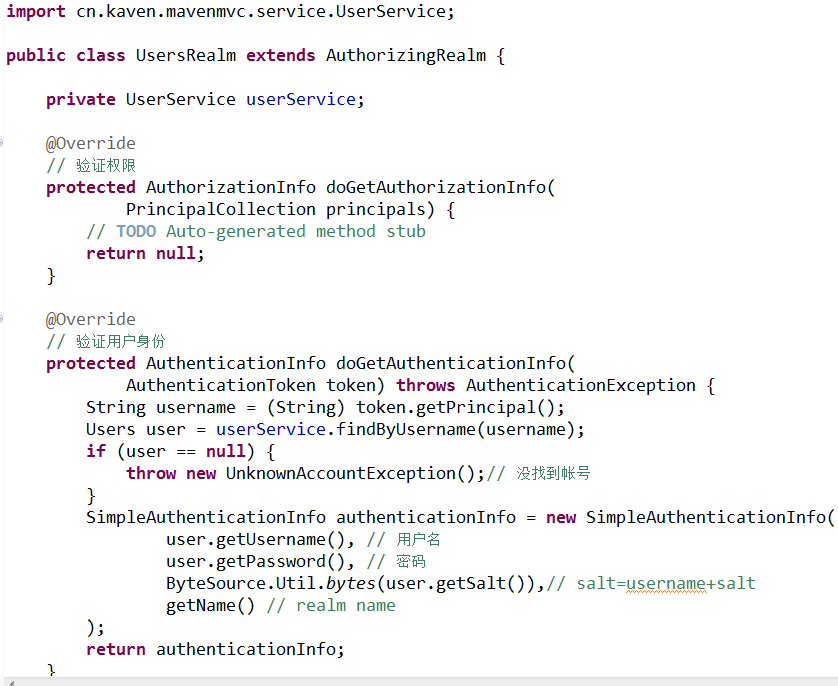 import cn.kaven.mavenmvc.service.UserService;
public class UsersRealm extends AuthorizingRealm {
private UserService userService;
@Override
// 验证权限
protected AuthorizationInfo doGetAuthorizationInfo(
PrincipalCollection principals) {
// TODO Auto-generated method stub
return null;
}
@Override
// 验证用户身份
protected AuthenticationInfo doGetAuthenticationInfo(
AuthenticationToken token) throws AuthenticationException {
String username = (String) token.getPrincipal();
Users user = userService.findByUsername(username);
if (user == null) {
throw new UnknownAccountException();// 没找到帐号
}
SimpleAuthenticationInfo authenticationInfo = new SimpleAuthenticationInfo(
user.getUsername(), // 用户名
user.getPassword(), // 密码
ByteSource.Util.bytes(user.getSalt()),// salt=username+salt
getName() // realm name
);
return authenticationInfo;
}